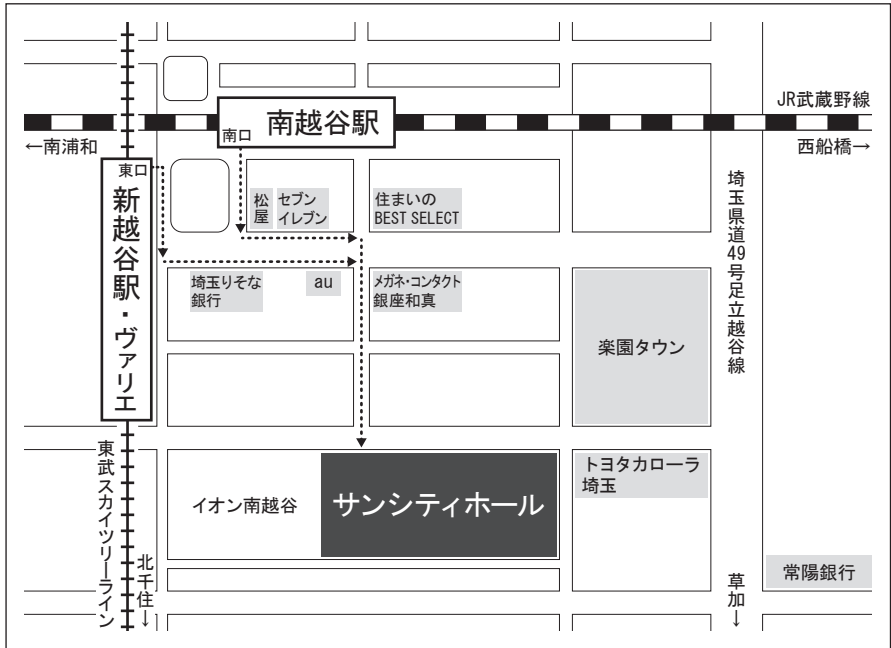 JR武蔵野線
南越谷駅
南口
←南浦和
西船橋→
東口
新越谷駅・ヴァリエ
松屋
セブン
イレブン
住まいの
BEST SELECT
埼玉県道49号足立越谷線
埼玉りそな
銀行
au
メガネ・コンタクト
銀座和真
楽園タウン
東武スカイツリーライン
イオン南越谷
サンシティホール
トヨタカローラ
埼玉
北千住↓
草加↓
常陽銀行